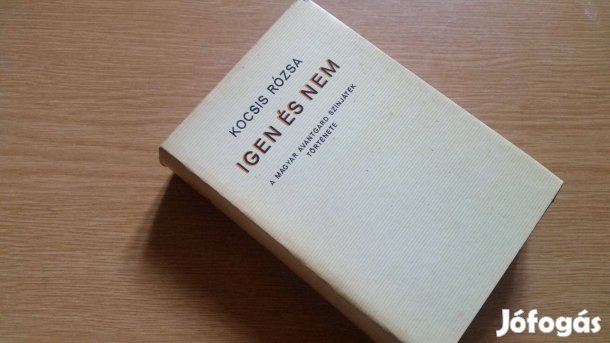 KOCSIS RÓZSA
IGEN ÉS NEM
A MAGYAR AVANTGARD SZÍNJÁTÉK
TÖRTÉNETE
Jófogás